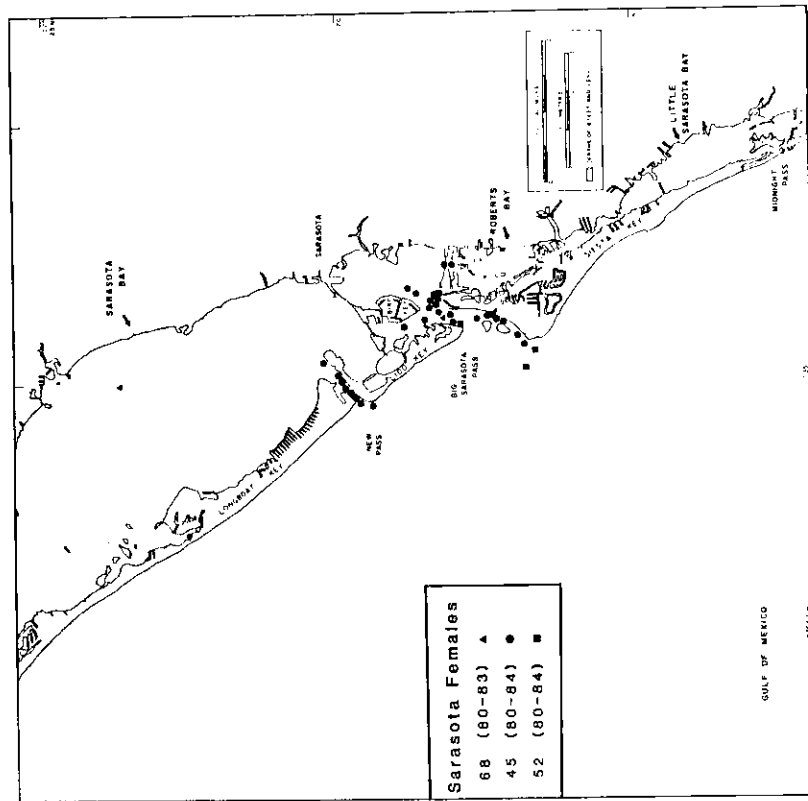 SARASOTA
BAY
SARASOTA
ROBERTS
BAY
LITTLE
SARASOTA BAY
MIDNIGHT
PASS
SIESTA KEY
BIG
SARASOTA
PASS
NEW
PASS
LIDO KEY
LONGBOAT KEY
GULF OF MEXICO
Sarasota Females
68 (80-83) ▲
45 (80-84) ●
52 (80-84) ■